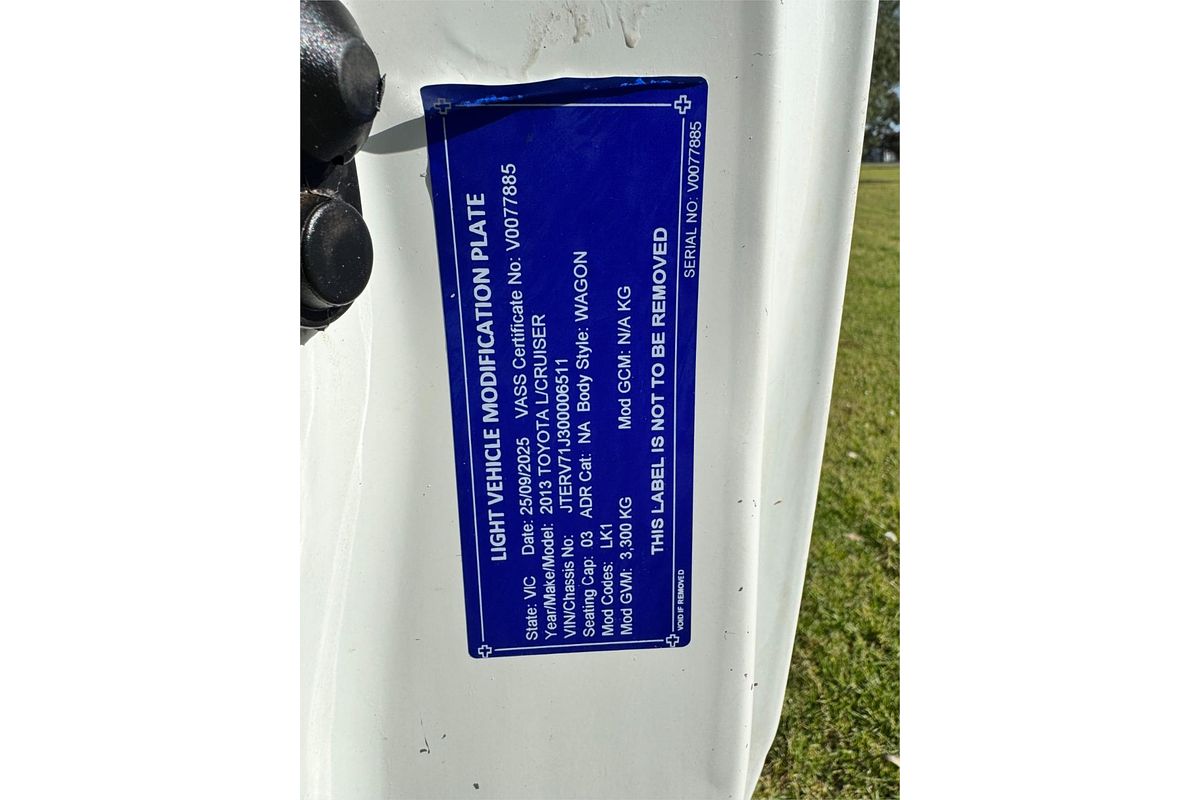 LIGHT VEHICLE MODIFICATION PLATE
State: VIC Date: 25/09/2025 VASS Certificate No: V0077885
Year/Make/Model: 2013 TOYOTA L/CRUISER
VIN/Chassis No: JTERV71J300006511
Seating Cap: 03 ADR Cat: NA Body Style: WAGON
Mod Codes: LK1
Mod GVM: 3,300 KG Mod GCM: N/A KG
THIS LABEL IS NOT TO BE REMOVED
VOID IF REMOVED SERIAL NO: V0077885